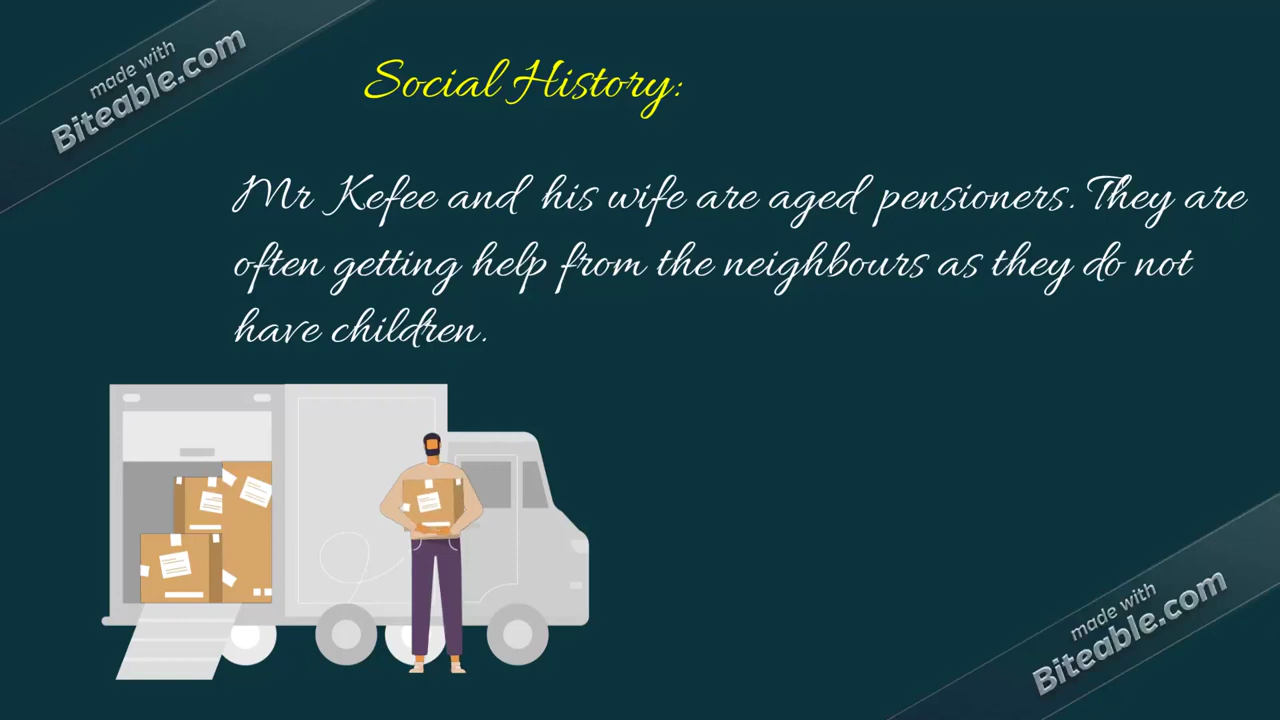 made with
Biteable.com
Social History:
Mr Kefee and his wife are aged pensioners. They are
often getting help from the neighbours as they do not
have children.
made with
Biteable.com